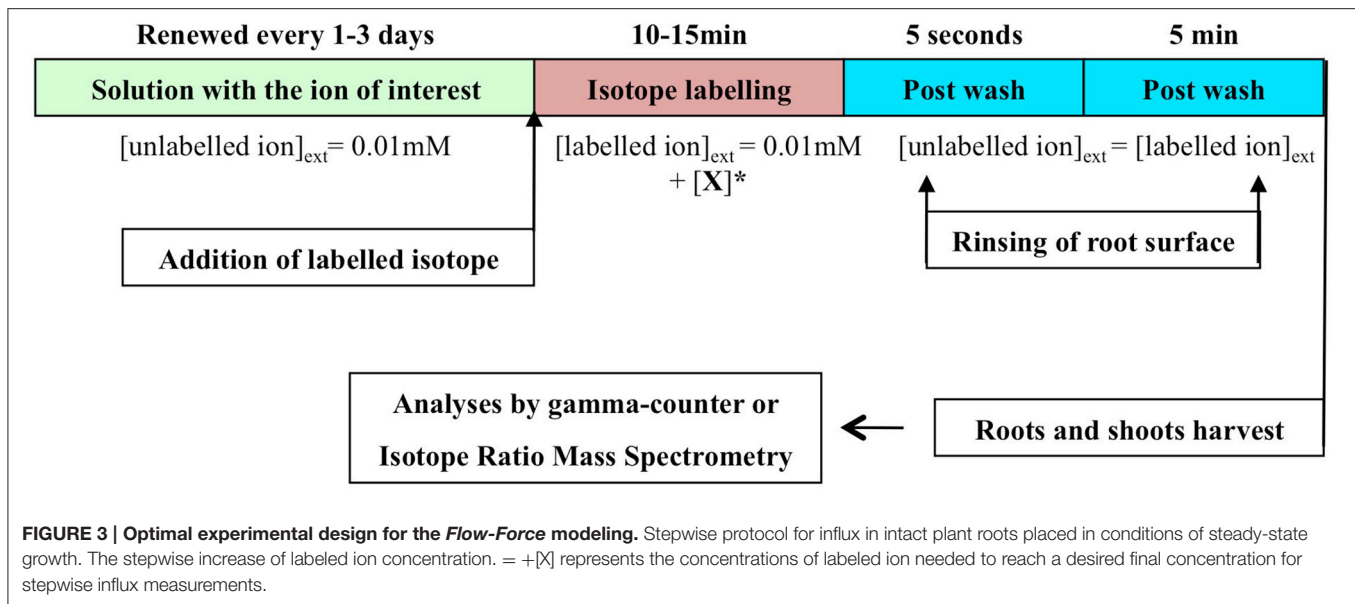 Renewed every 1-3 days 10-15min 5 seconds 5 min
Solution with the ion of interest Isotope labelling Post wash Post wash
[unlabelled ion]ext= 0.01mM [labelled ion]ext = 0.01mM [unlabelled ion]ext = [labelled ion]ext
+ [X]*
Addition of labelled isotope Rinsing of root surface
Analyses by gamma-counter or
Isotope Ratio Mass Spectrometry
Roots and shoots harvest
FIGURE 3 | Optimal experimental design for the Flow-Force modeling. Stepwise protocol for influx in intact plant roots placed in conditions of steady-state
growth. The stepwise increase of labeled ion concentration. = +[X] represents the concentrations of labeled ion needed to reach a desired final concentration for
stepwise influx measurements.